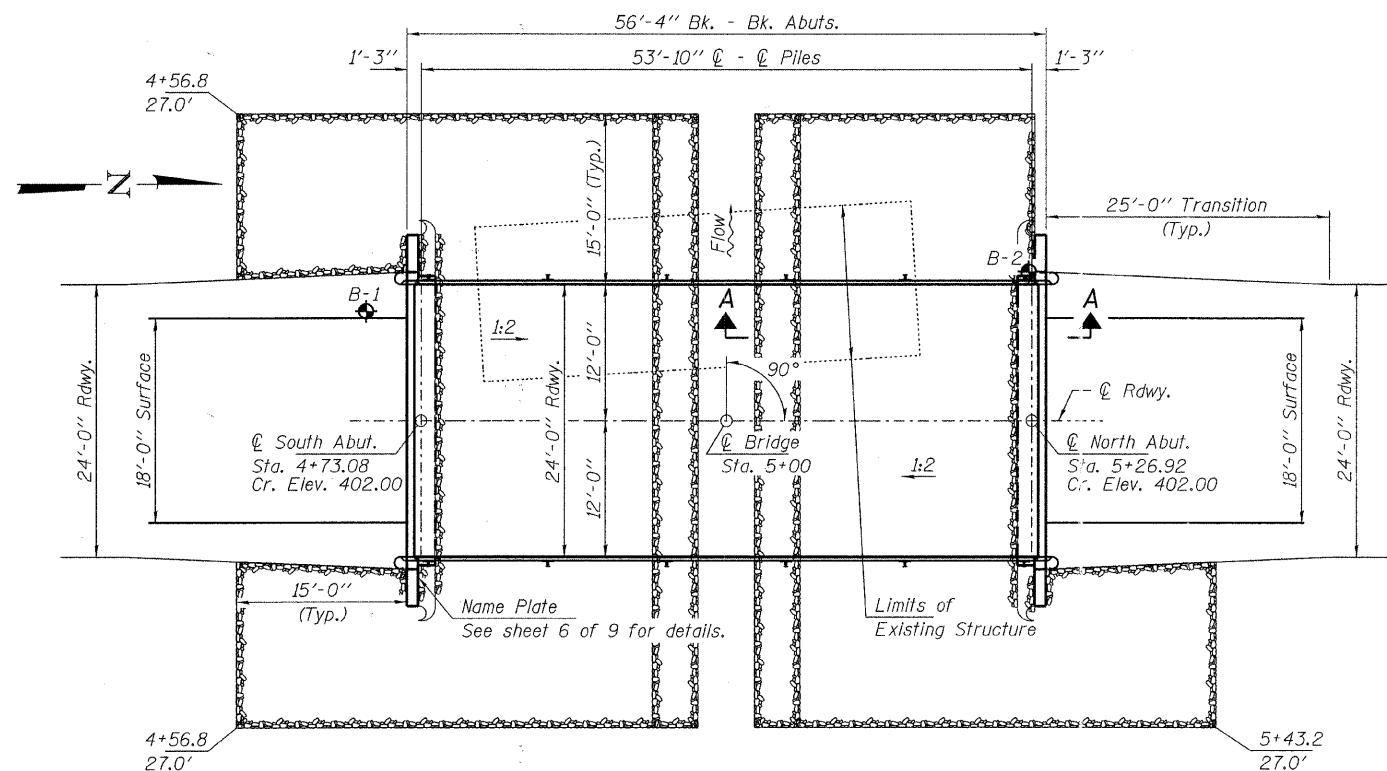 56'-4" Bk. - Bk. Abuts.
1'-3"
53'-10" ℄ - ℄ Piles
1'-3"
4+56.8
27.0'
N
15'-0" (Typ.)
Flow
25'-0" Transition
(Typ.)
B-2
B-1
A
A
1:2
24'-0" Rdwy.
18'-0" Surface
24'-0" Rdwy.
12'-0"
12'-0"
90°
℄ Rdwy.
18'-0" Surface
24'-0" Rdwy.
℄ South Abut.
Sta. 4+73.08
Cr. Elev. 402.00
℄ Bridge
Sta. 5+00
℄ North Abut.
Sta. 5+26.92
Cr. Elev. 402.00
1:2
15'-0"
(Typ.)
Name Plate
See sheet 6 of 9 for details.
Limits of
Existing Structure
4+56.8
27.0'
5+43.2
27.0'